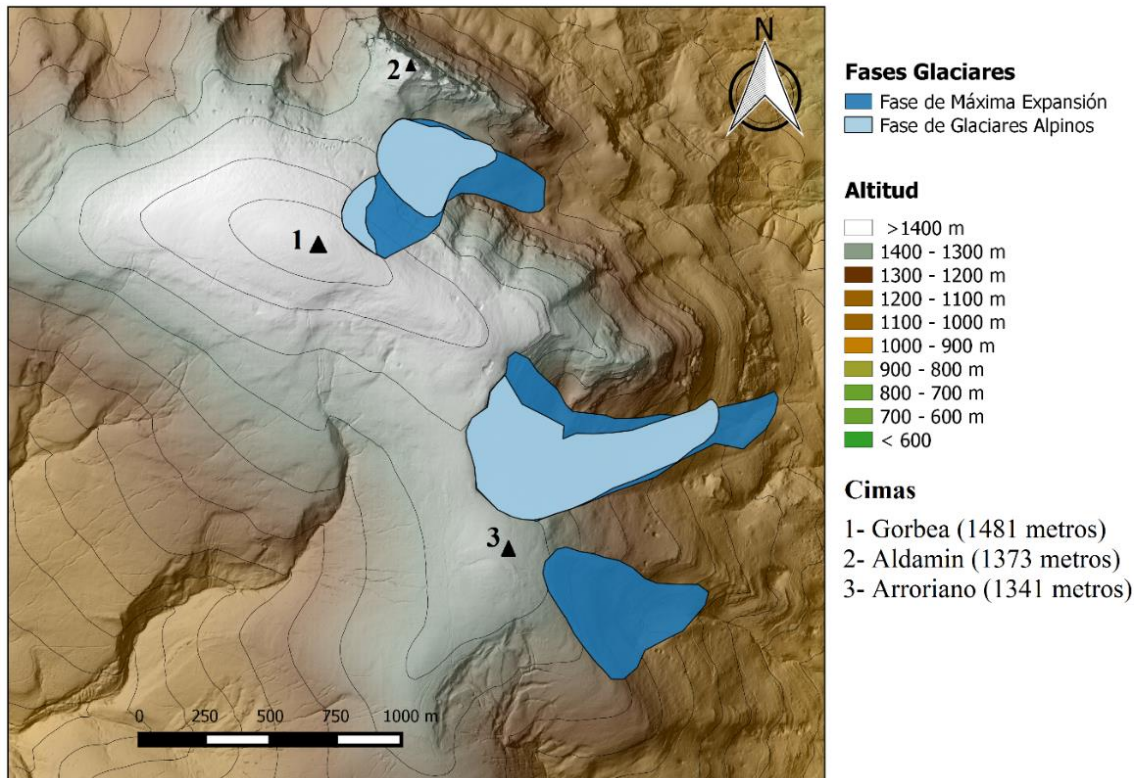 N
2
1
3
0 250 500 750 1000 m
Fases Glaciares
Fase de Máxima Expansión
Fase de Glaciares Alpinos
Altitud
>1400 m
1400 - 1300 m
1300 - 1200 m
1200 - 1100 m
1100 - 1000 m
1000 - 900 m
900 - 800 m
800 - 700 m
700 - 600 m
< 600
Cimas
1- Gorbea (1481 metros)
2- Aldamin (1373 metros)
3- Arroriano (1341 metros)